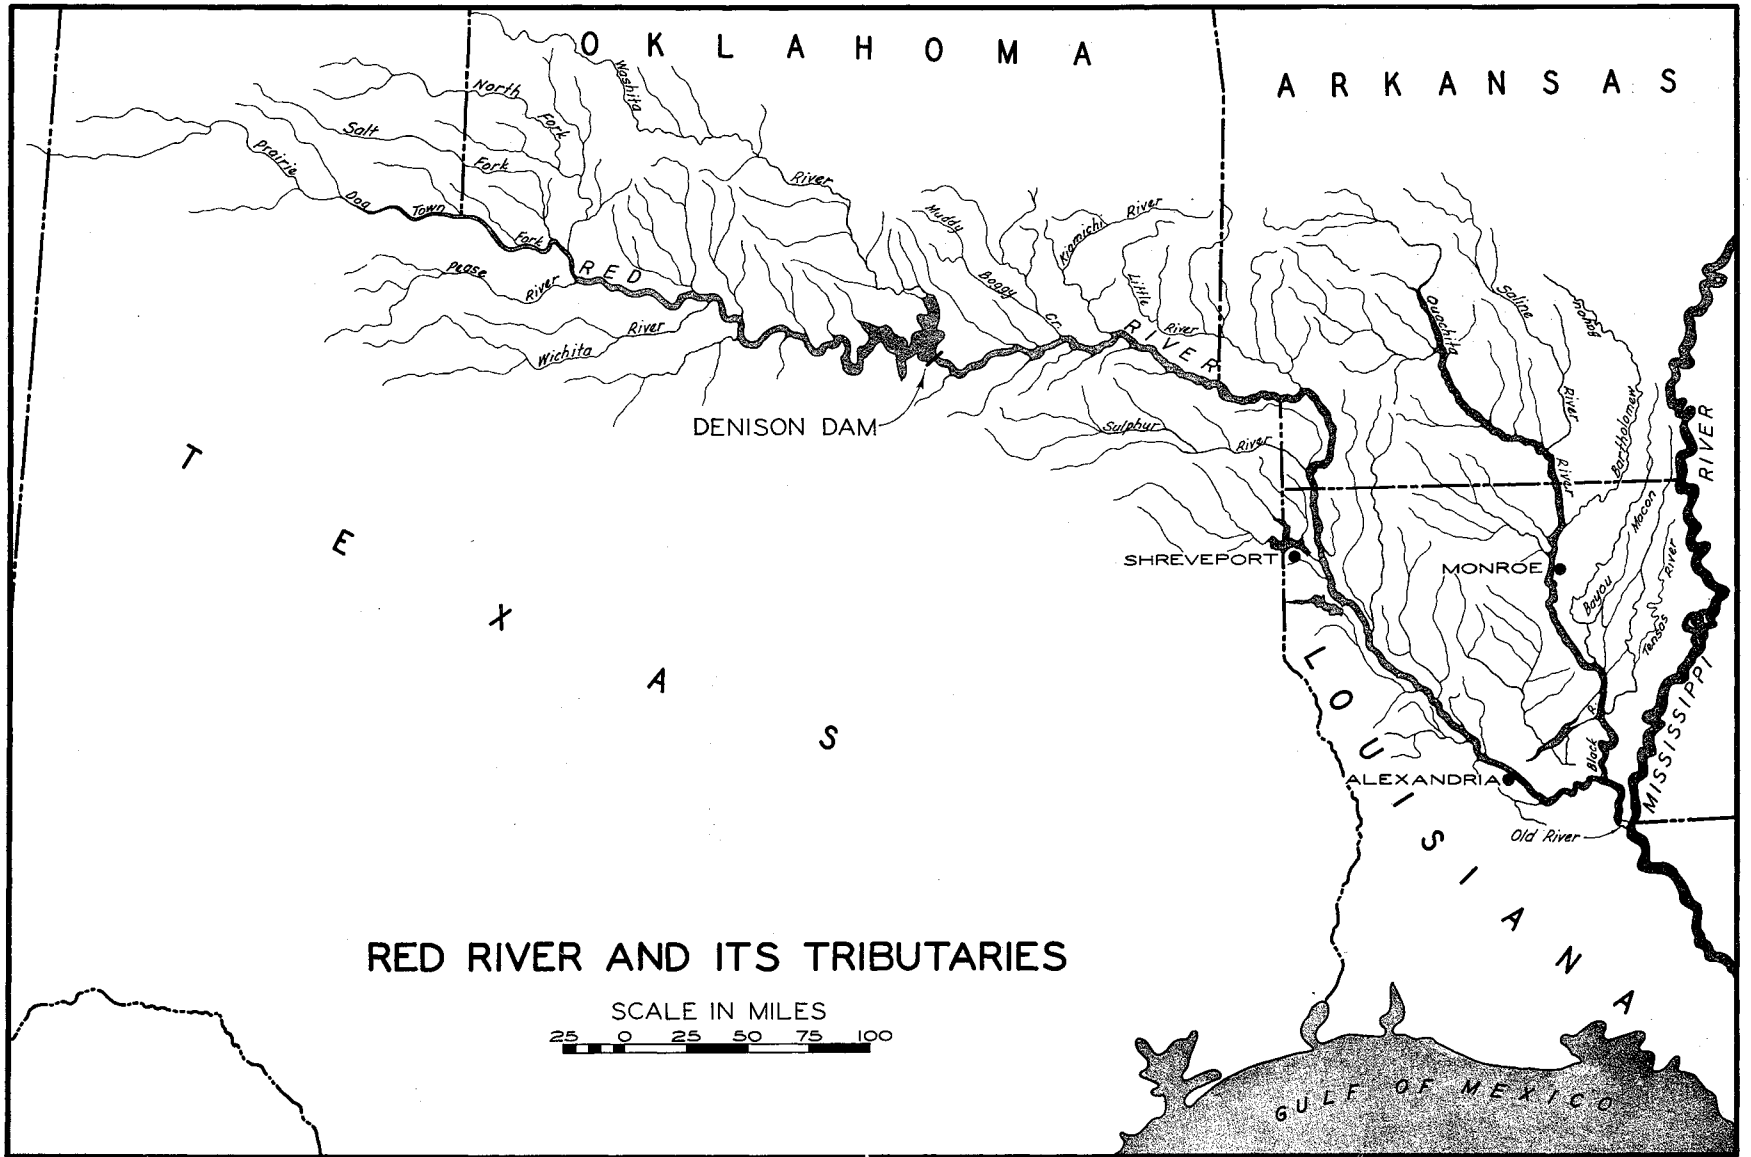 OKLAHOMA
ARKANSAS
North
Fork
Washita
River
Salt
Fork
Prairie
Dog
Town
Fork
Muddy
Boggy
Cr.
Kiamichi
River
Little
River
RED
RIVER
Pease
River
Wichita
River
Ouachita
River
Saline
River
Bartholomew
RIVER
DENISON DAM
Sulphur
River
TEXAS
Macon
Bayou
Tensas
River
SHREVEPORT
MONROE
LOUISIANA
MISSISSIPPI
Black
R.
ALEXANDRIA
Old River
RED RIVER AND ITS TRIBUTARIES
SCALE IN MILES
25 0 25 50 75 100
GULF OF MEXICO